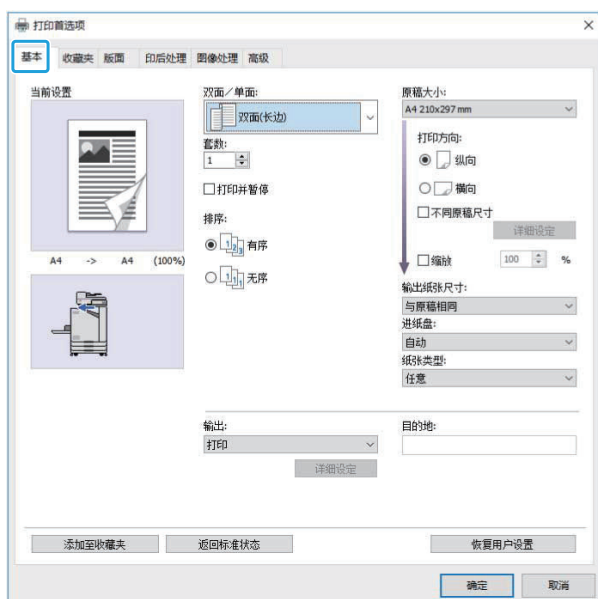 打印首选项
基本 收藏夹 版面 印后处理 图像处理 高级
当前设置
A4 -> A4 (100%)
双面/单面:
双面(长边)
套数:
1
打印并暂停
排序:
有序
无序
原稿大小:
A4 210x297 mm
打印方向:
纵向
横向
不同原稿尺寸
详细设定
缩放 100 %
输出纸张尺寸:
与原稿相同
进纸盘:
自动
纸张类型:
任意
输出:
打印
详细设定
目的地:
添加至收藏夹 返回标准状态 恢复用户设置
确定 取消